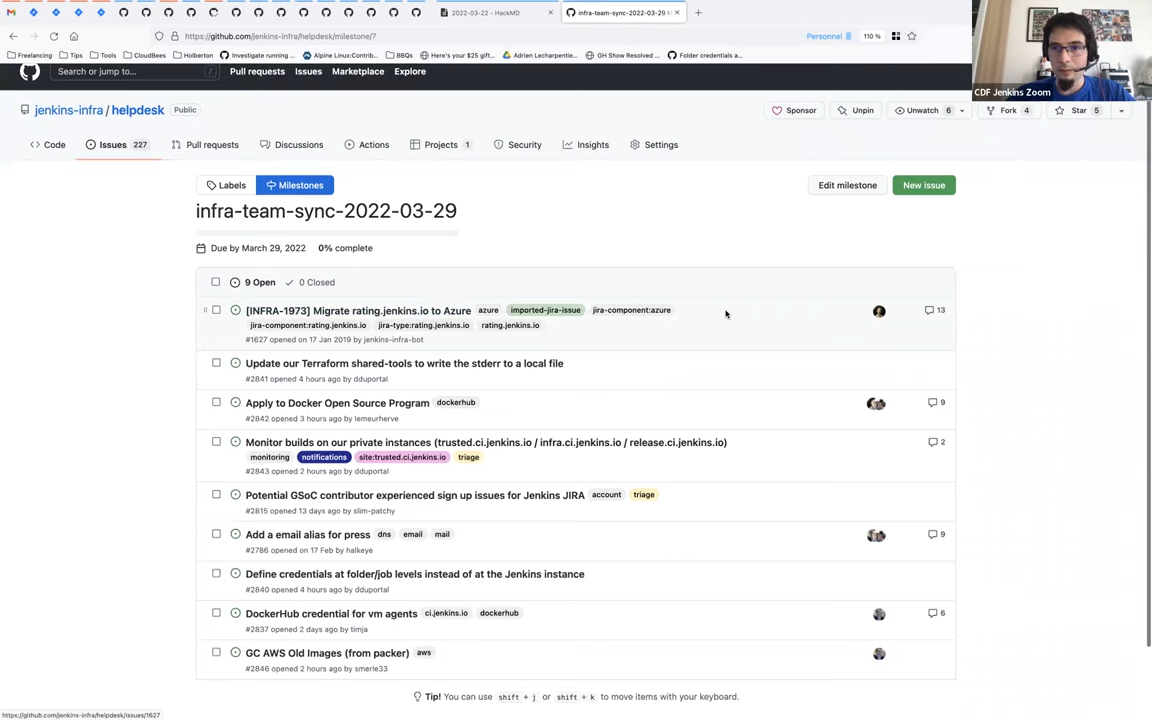 2022-03-22 - HackMD
infra-team-sync-2022-03-29
https://github.com/jenkins-infra/helpdesk/milestone/7
Personnel
110 %
Freelancing
Tips
Tools
CloudBees
Holberton
Investigate running ...
Alpine Linux:Contrib...
BBQs
Here's your $25 gift...
Adrien Lecharpentie...
GH Show Resolved ...
Folder credentials a...
CDF Jenkins Zoom
Search or jump to...
/
Pull requests
Issues
Marketplace
Explore
jenkins-infra / helpdesk
Public
Sponsor
Unpin
Unwatch 6
Fork 4
Star 5
Code
Issues 227
Pull requests
Discussions
Actions
Projects 1
Security
Insights
Settings
Labels
Milestones
Edit milestone
New issue
infra-team-sync-2022-03-29
Due by March 29, 2022 0% complete
9 Open 0 Closed
[INFRA-1973] Migrate rating.jenkins.io to Azure azure imported-jira-issue jira-component:azure 13
jira-component:rating.jenkins.io jira-type:rating.jenkins.io rating.jenkins.io
#1627 opened on 17 Jan 2019 by jenkins-infra-bot
Update our Terraform shared-tools to write the stderr to a local file
#2841 opened 4 hours ago by dduportal
Apply to Docker Open Source Program dockerhub 9
#2842 opened 3 hours ago by lemeurherve
Monitor builds on our private instances (trusted.ci.jenkins.io / infra.ci.jenkins.io / release.ci.jenkins.io) 2
monitoring notifications site:trusted.ci.jenkins.io triage
#2843 opened 2 hours ago by dduportal
Potential GSoC contributor experienced sign up issues for Jenkins JIRA account triage
#2815 opened 13 days ago by slim-patchy
Add a email alias for press dns email mail 9
#2786 opened on 17 Feb by halkeye
Define credentials at folder/job levels instead of at the Jenkins instance
#2840 opened 4 hours ago by dduportal
DockerHub credential for vm agents ci.jenkins.io dockerhub 6
#2837 opened 2 days ago by timja
GC AWS Old Images (from packer) aws
#2846 opened 2 hours ago by smerle33
Tip! You can use shift + j or shift + k to move items with your keyboard.
https://github.com/jenkins-infra/helpdesk/issues/1627